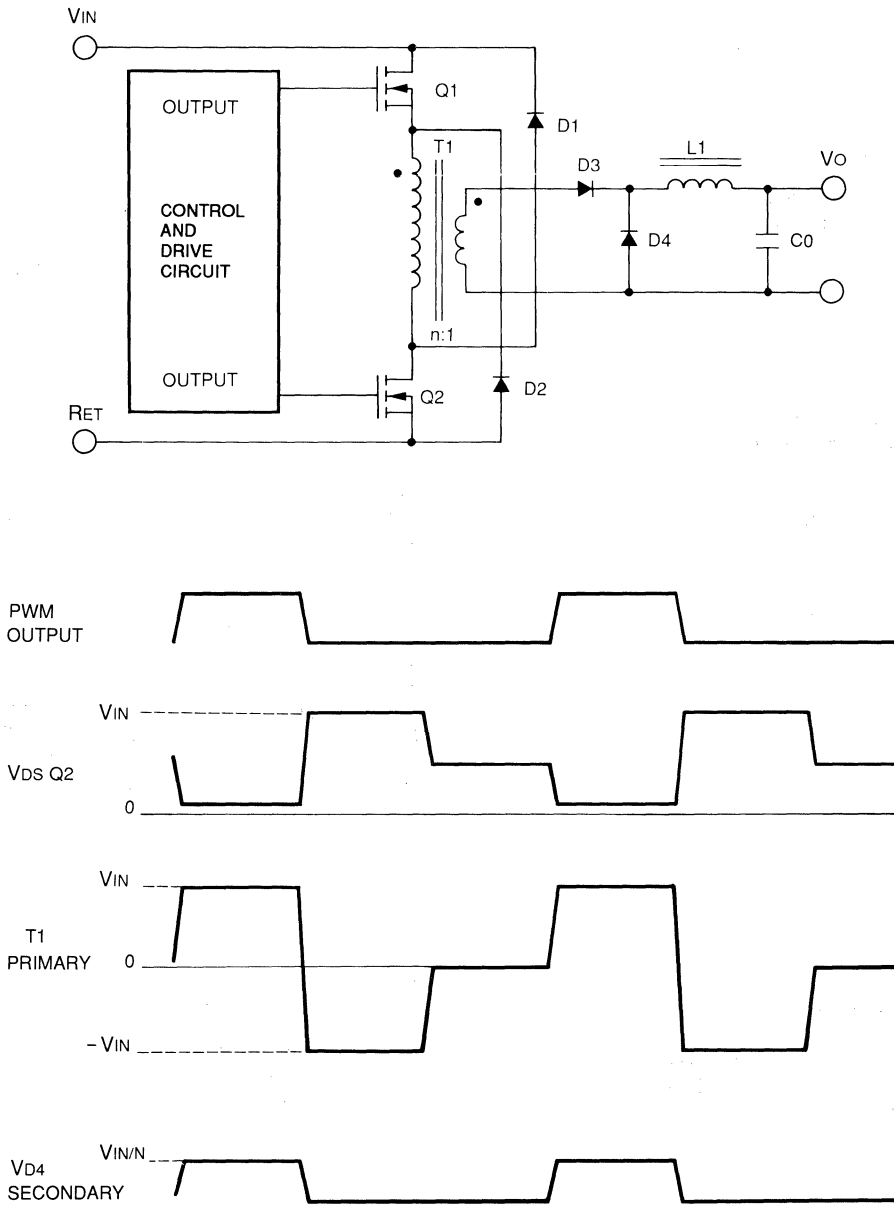 VIN
OUTPUT
Q1
D1
T1
D3
L1
VO
CONTROL
AND
DRIVE
CIRCUIT
D4
C0
n:1
OUTPUT
Q2
D2
RET
PWM
OUTPUT
VIN
VDS Q2
0
VIN
T1
PRIMARY
0
– VIN
VIN/N
VD4
SECONDARY